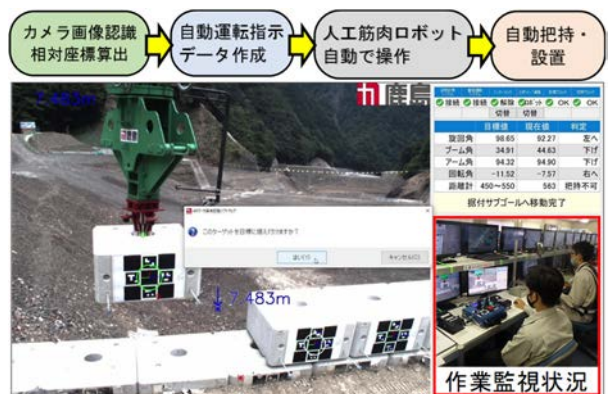 カメラ画像認識
相対座標算出
自動運転指示
データ作成
人工筋肉ロボット
自動で操作
自動把持・
設置
7.483m
鹿島
接続 接続 解除 ロボット OK OK
切替 切替
目標値 現在値 判定
旋回角 98.65 92.27 左へ
ブーム角 34.91 44.63 下げ
アーム角 94.32 94.90 下げ
回転角 -11.52 -7.57 右へ
距離計 450~550 563 把持不可
据付サブゴールへ移動完了
このターゲットを目標に据え付けますか？
はい(Y)
キャンセル
7.483m
作業監視状況